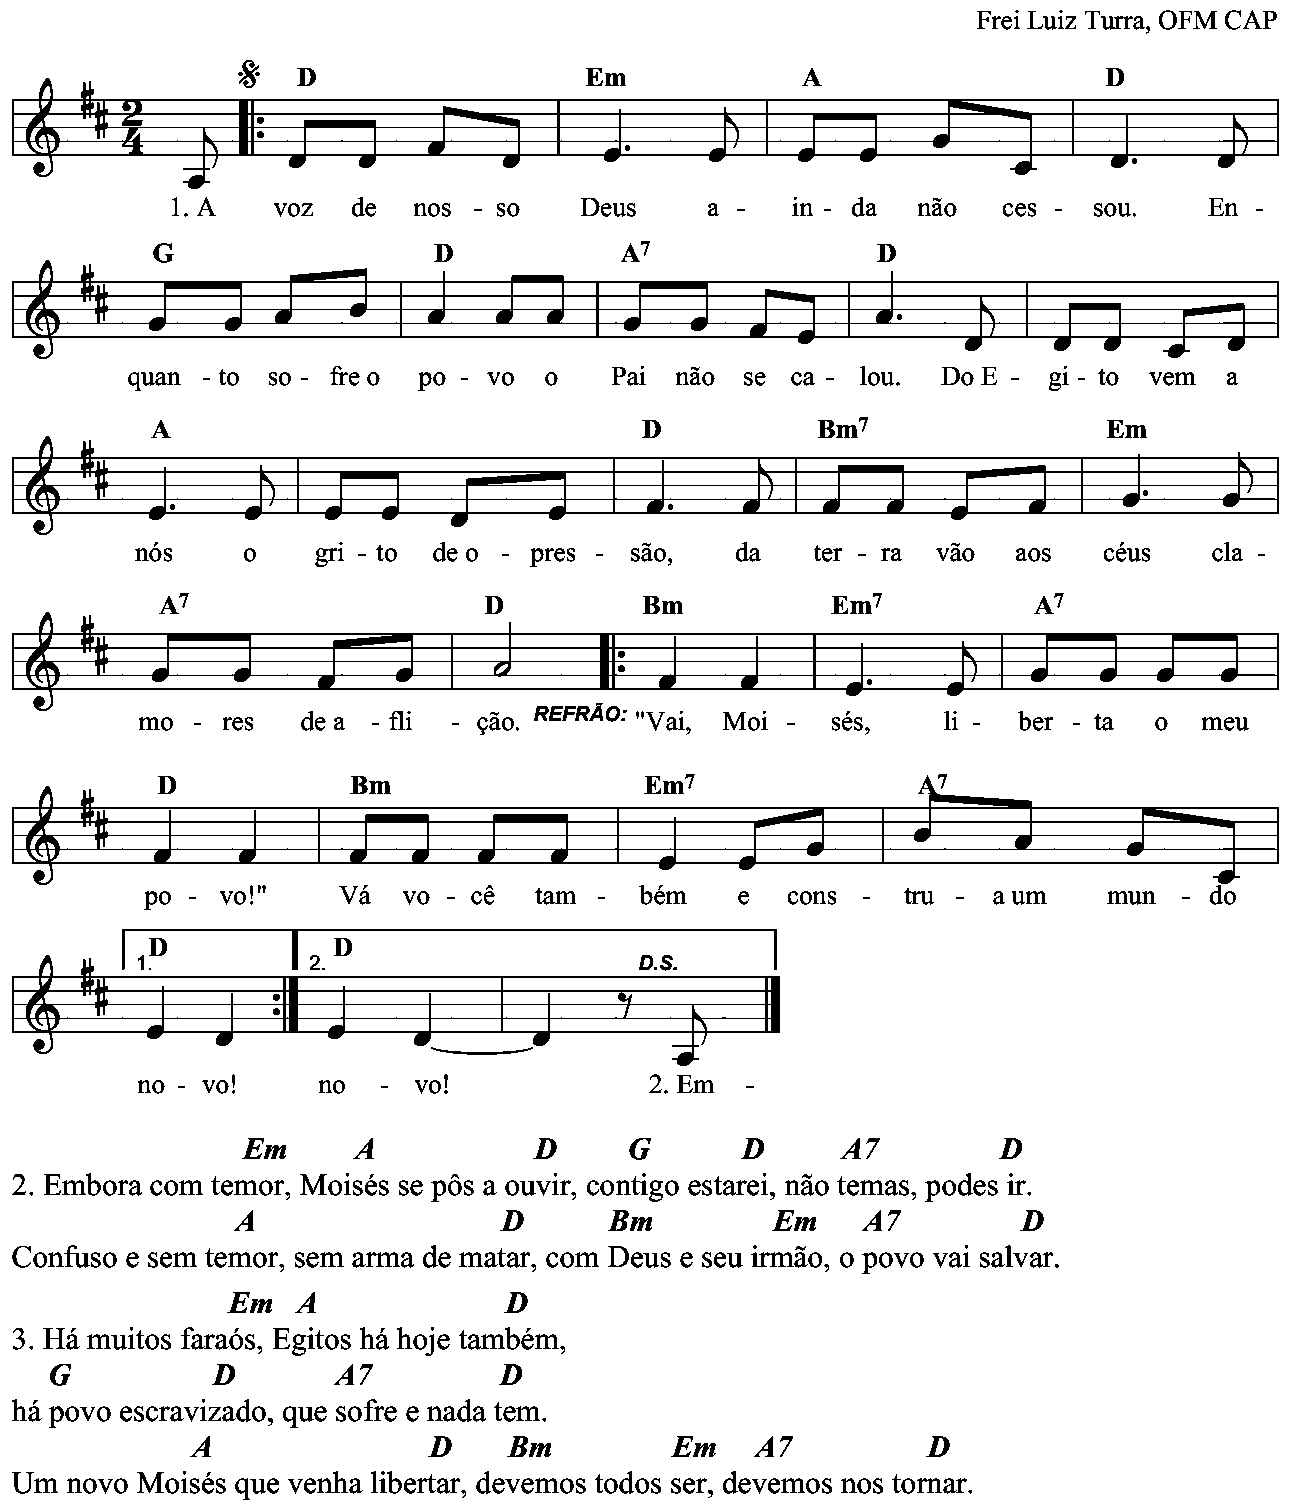 Frei Luiz Turra, OFM CAP
D Em A D
2 4
1. A voz de nos - so Deus a - in - da não ces - sou. En -
G D A7 D
quan - to so - fre o po - vo o Pai não se ca - lou. Do E - gi - to vem a
A D Bm7 Em
nós o gri - to de o - pres - são, da ter - ra vão aos céus cla -
A7 D Bm Em7 A7
mo - res de a - fli - ção. REFRÃO: "Vai, Moi - sés, li - ber - ta o meu
D Bm Em7 A7
po - vo!" Vá vo - cê tam - bém e cons - tru - a um mun - do
1. D 2. D D.S.
no - vo! no - vo! 2. Em -
Em A D G D A7 D
2. Embora com temor, Moisés se pôs a ouvir, contigo estarei, não temas, podes ir.
A D Bm Em A7 D
Confuso e sem temor, sem arma de matar, com Deus e seu irmão, o povo vai salvar.
Em A D
3. Há muitos faraós, Egitos há hoje também,
G D A7 D
há povo escravizado, que sofre e nada tem.
A D Bm Em A7 D
Um novo Moisés que venha libertar, devemos todos ser, devemos nos tornar.